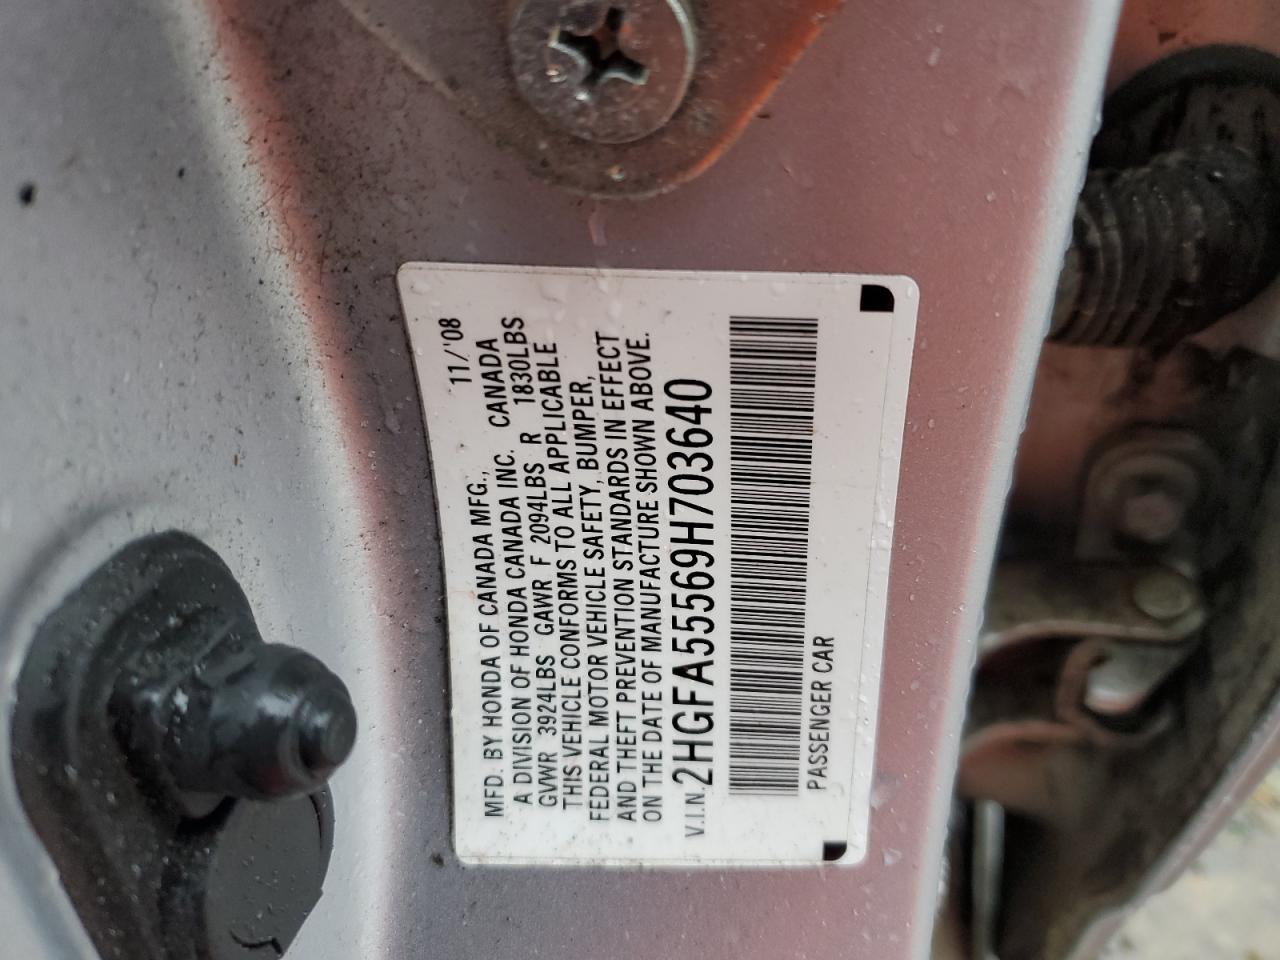 MFD. BY HONDA OF CANADA MFG., 11/'08
A DIVISION OF HONDA CANADA INC. CANADA
GVWR 3924LBS GAWR F 2094LBS R 1830LBS
THIS VEHICLE CONFORMS TO ALL APPLICABLE
FEDERAL MOTOR VEHICLE SAFETY, BUMPER,
AND THEFT PREVENTION STANDARDS IN EFFECT
ON THE DATE OF MANUFACTURE SHOWN ABOVE.
V.I.N. 2HGFA55569H703640
PASSENGER CAR